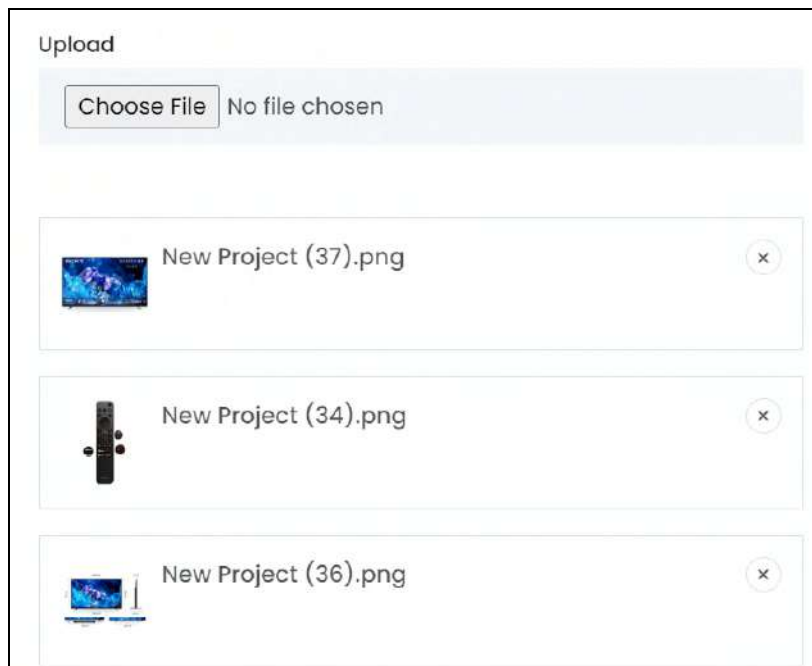 Upload
Choose File No file chosen
New Project (37).png
×
New Project (34).png
×
New Project (36).png
×